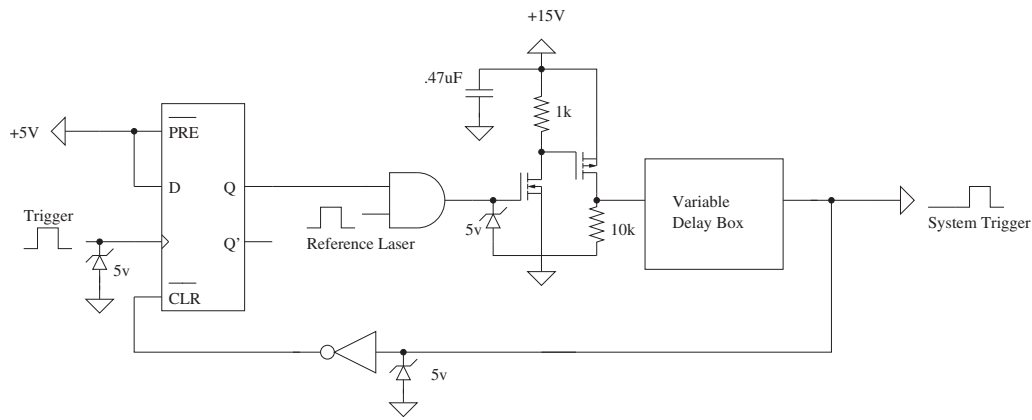 +15V
.47uF
1k
+5V
PRE
D
Q
Trigger
Q'
5v
CLR
Reference Laser
5v
10k
Variable
Delay Box
System Trigger
5v